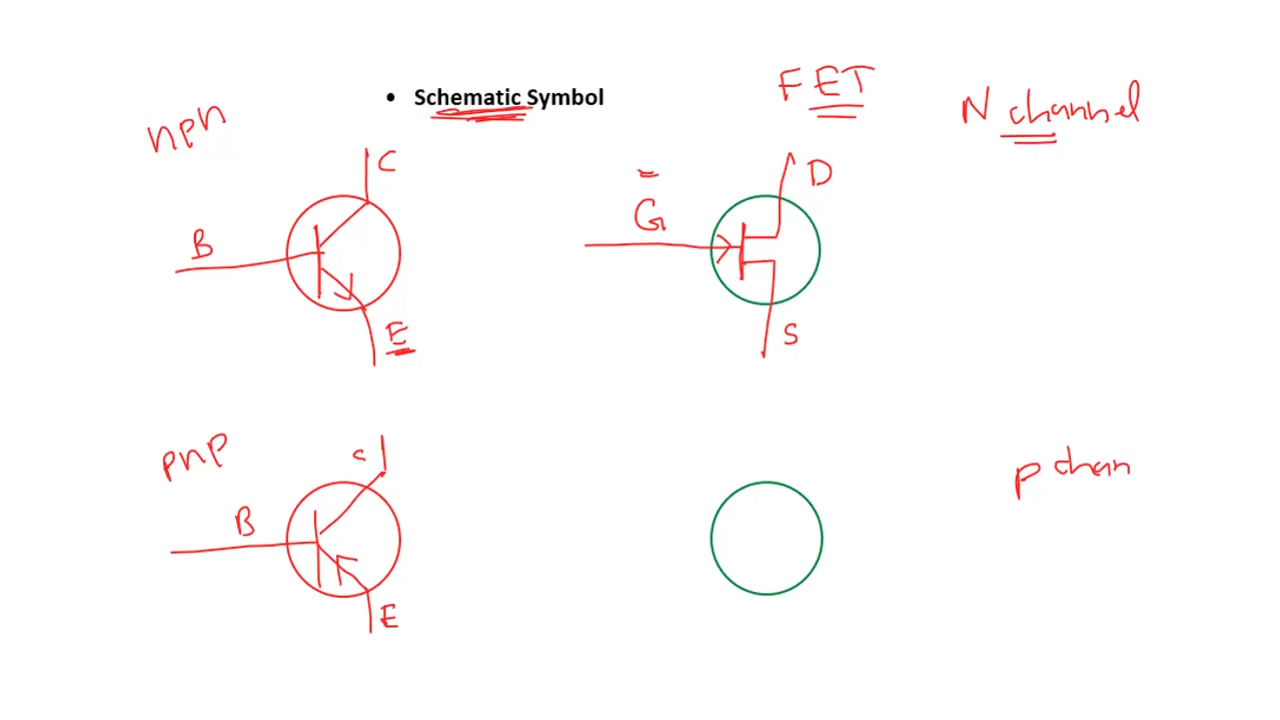 • Schematic Symbol
FET
N channel
npn
C
D
G
B
E
S
pnp
c
p chan
B
E